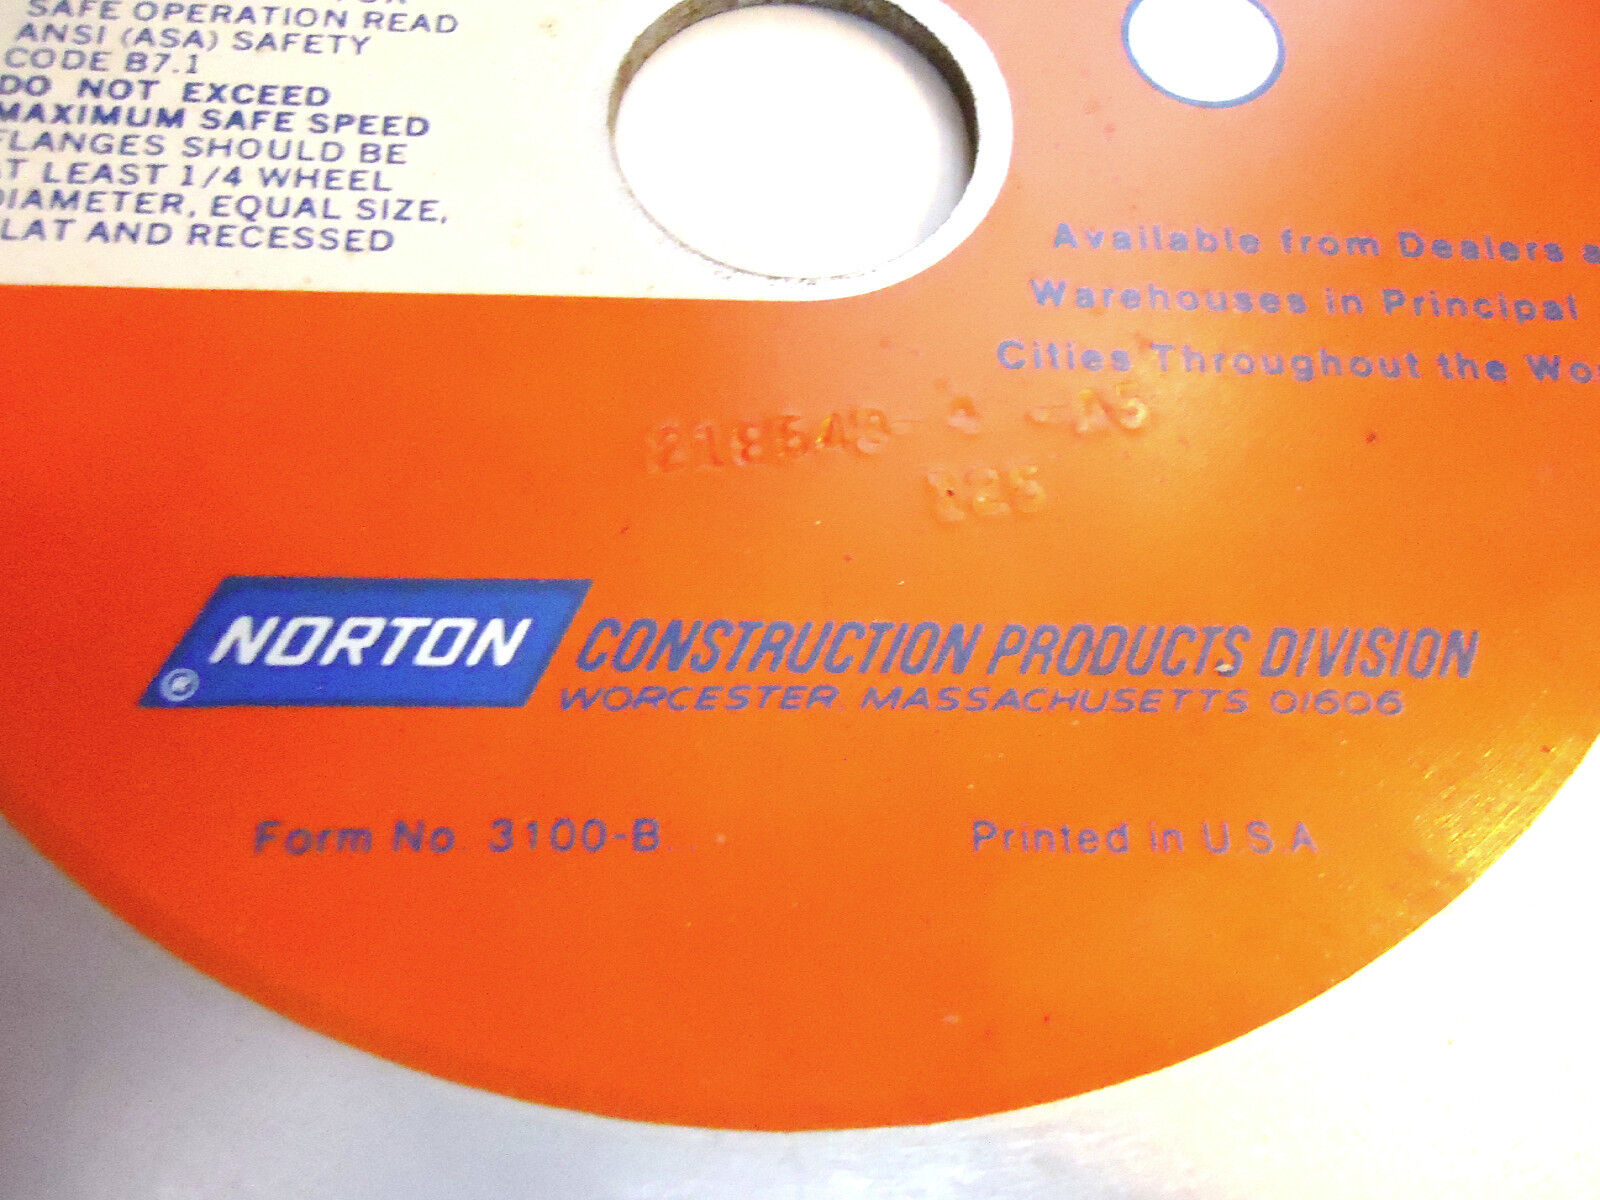 SAFE OPERATION READ
ANSI (ASA) SAFETY
CODE B7.1
DO NOT EXCEED
MAXIMUM SAFE SPEED
FLANGES SHOULD BE
T LEAST 1/4 WHEEL
DIAMETER, EQUAL SIZE,
LAT AND RECESSED
Available from Dealers a
Warehouses in Principal
Cities Throughout the Wo
NORTON ® CONSTRUCTION PRODUCTS DIVISION
WORCESTER, MASSACHUSETTS 01606
Form No. 3100-B
Printed in U.S.A